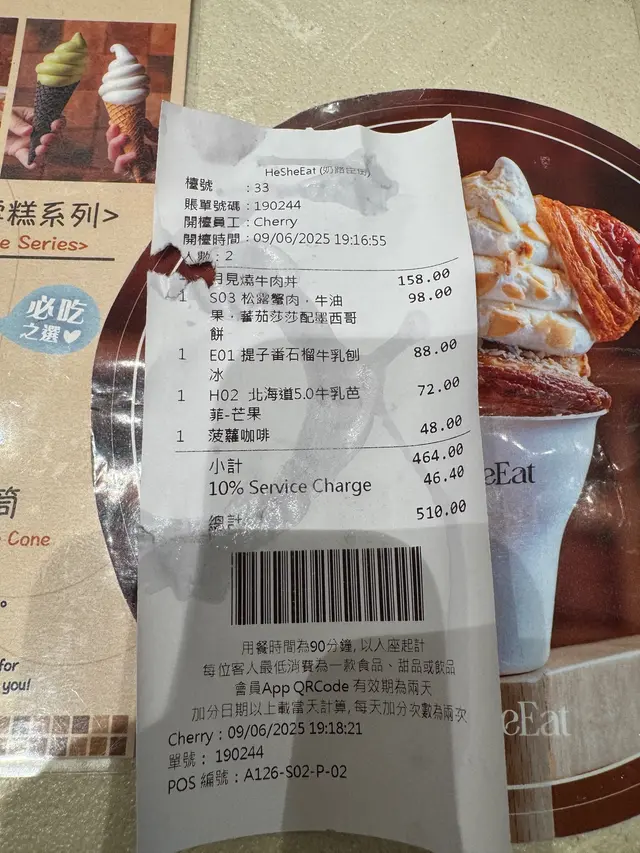 糕系列>
e Series>
必吃
之選
筒
Cone
for
you!
HeSheEat
檯號 : 33
賬單號碼 : 190244
開檯員工 : Cherry
開檯時間 : 09/06/2025 19:16:55
人數 : 2
月見燒牛肉丼 158.00
1 S03 松露蟹肉，牛油 98.00
果，蕃茄莎莎配墨西哥
餅
1 E01 提子番石榴牛乳刨 88.00
冰
1 H02 北海道5.0牛乳芭 72.00
菲-芒果
1 菠蘿咖啡 48.00
小計 464.00
10% Service Charge 46.40
總計 510.00
用餐時間為90分鐘, 以入座起計
每位客人最低消費為一款食品、甜品或飲品
會員App QRCode 有效期為兩天
加分日期以上載當天計算, 每天加分次數為兩次
Cherry : 09/06/2025 19:18:21
單號 : 190244
POS 編號 : A126-S02-P-02
eEat
eEat